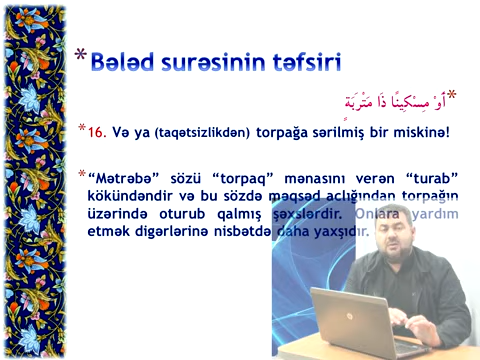 * Bələd surəsinin təfsiri
* أَوْ مِسْكِينًا ذَا مَتْرَبَةٍ
* 16. Və ya (taqətsizlikdən) torpağa sərilmiş bir miskinə!
* “Mətrəbə” sözü “torpaq” mənasını verən “turab”
kökündəndir və bu sözdə məqsəd aclığından torpağın
üzərində oturub qalmış şəxslərdir. Onlara yardım
etmək digərlərinə nisbətdə daha yaxşıdır.